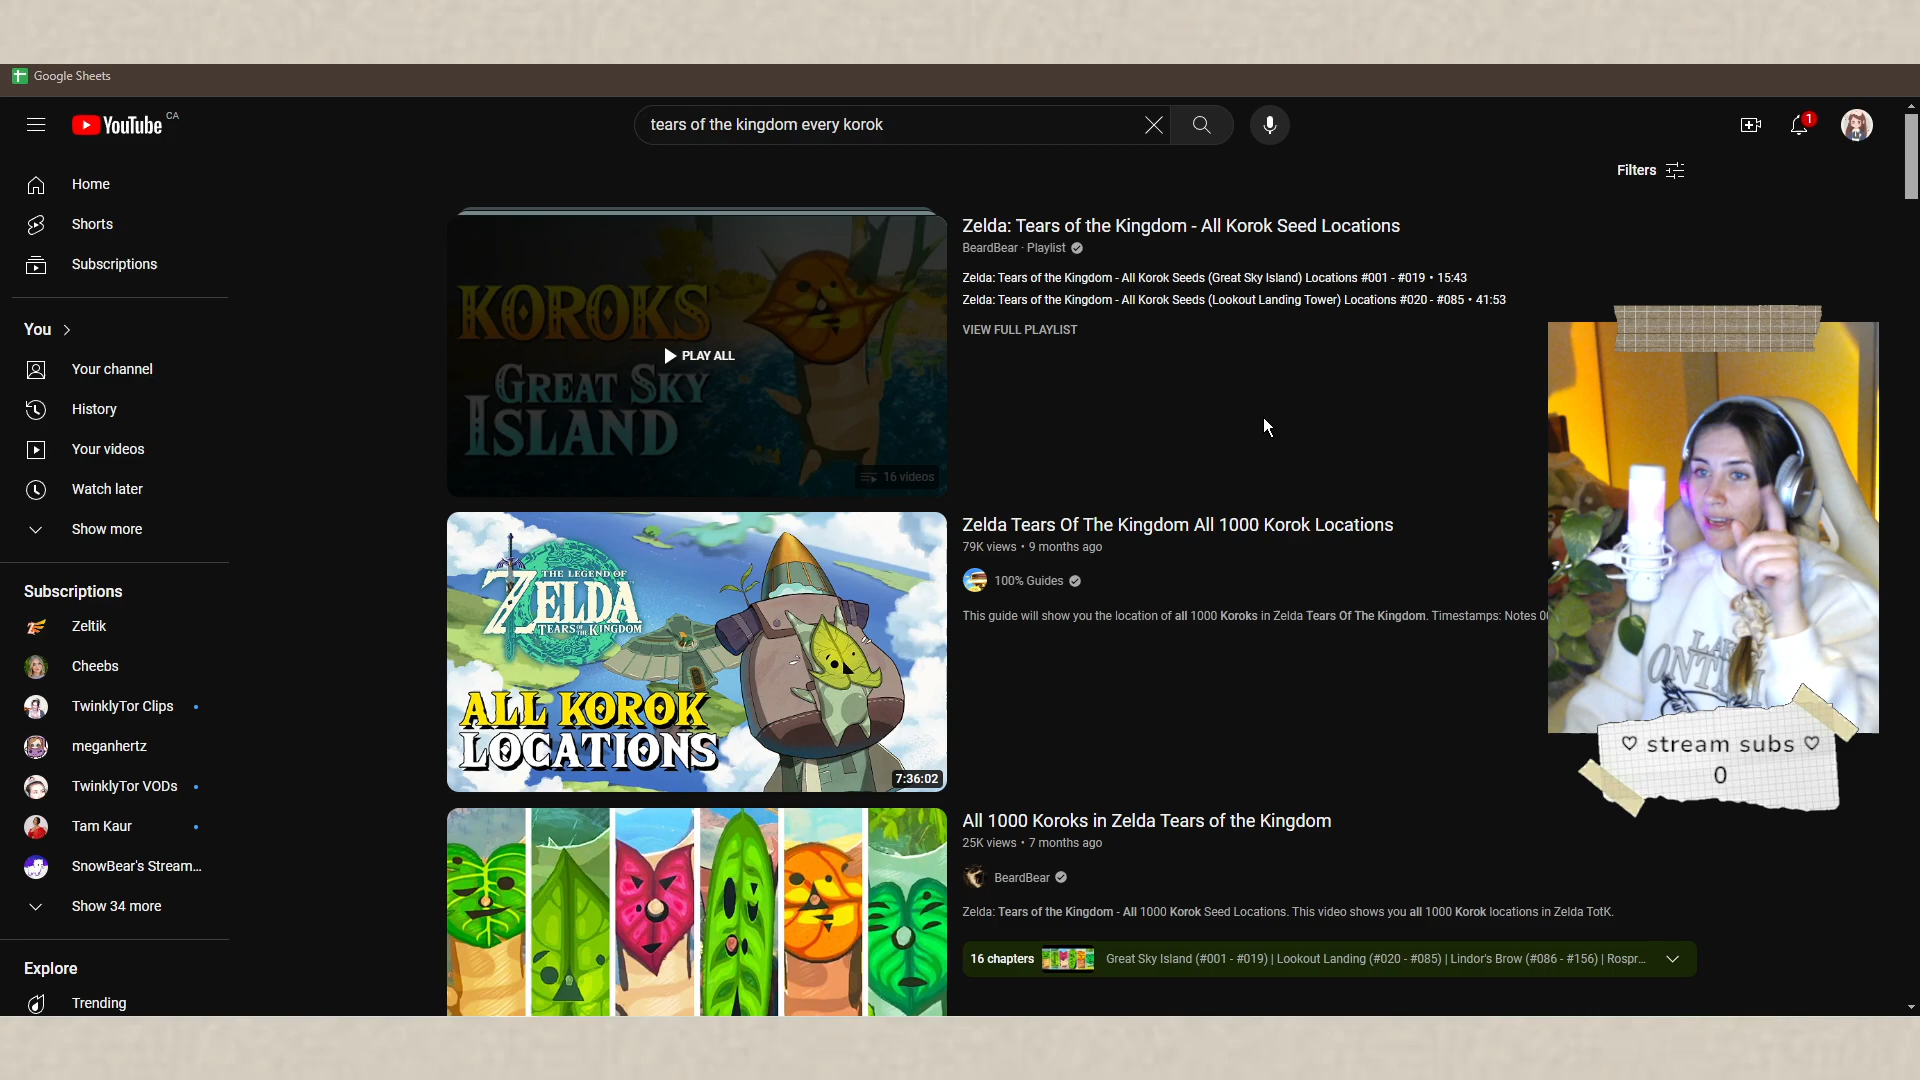 Google Sheets
YouTube CA
tears of the kingdom every korok
1
Filters
Home
Shorts
Subscriptions
You
Your channel
History
Your videos
Watch later
Show more
Subscriptions
Zeltik
Cheebs
TwinklyTor Clips
meganhertz
TwinklyTor VODs
Tam Kaur
SnowBear's Stream...
Show 34 more
Explore
Trending
KOROKS
GREAT SKY
ISLAND
PLAY ALL
16 videos
Zelda: Tears of the Kingdom - All Korok Seed Locations
BeardBear · Playlist
Zelda: Tears of the Kingdom - All Korok Seeds (Great Sky Island) Locations #001 - #019 • 15:43
Zelda: Tears of the Kingdom - All Korok Seeds (Lookout Landing Tower) Locations #020 - #085 • 41:53
VIEW FULL PLAYLIST
THE LEGEND OF
ZELDA
TEARS OF THE KINGDOM
ALL KOROK
LOCATIONS
7:36:02
Zelda Tears Of The Kingdom All 1000 Korok Locations
79K views • 9 months ago
100% Guides
This guide will show you the location of all 1000 Koroks in Zelda Tears Of The Kingdom. Timestamps: Notes
All 1000 Koroks in Zelda Tears of the Kingdom
25K views • 7 months ago
BeardBear
Zelda: Tears of the Kingdom - All 1000 Korok Seed Locations. This video shows you all 1000 Korok locations in Zelda TotK.
16 chapters
Great Sky Island (#001 - #019) | Lookout Landing (#020 - #085) | Lindor's Brow (#086 - #156) | Rospr...
♡ stream subs ♡
0